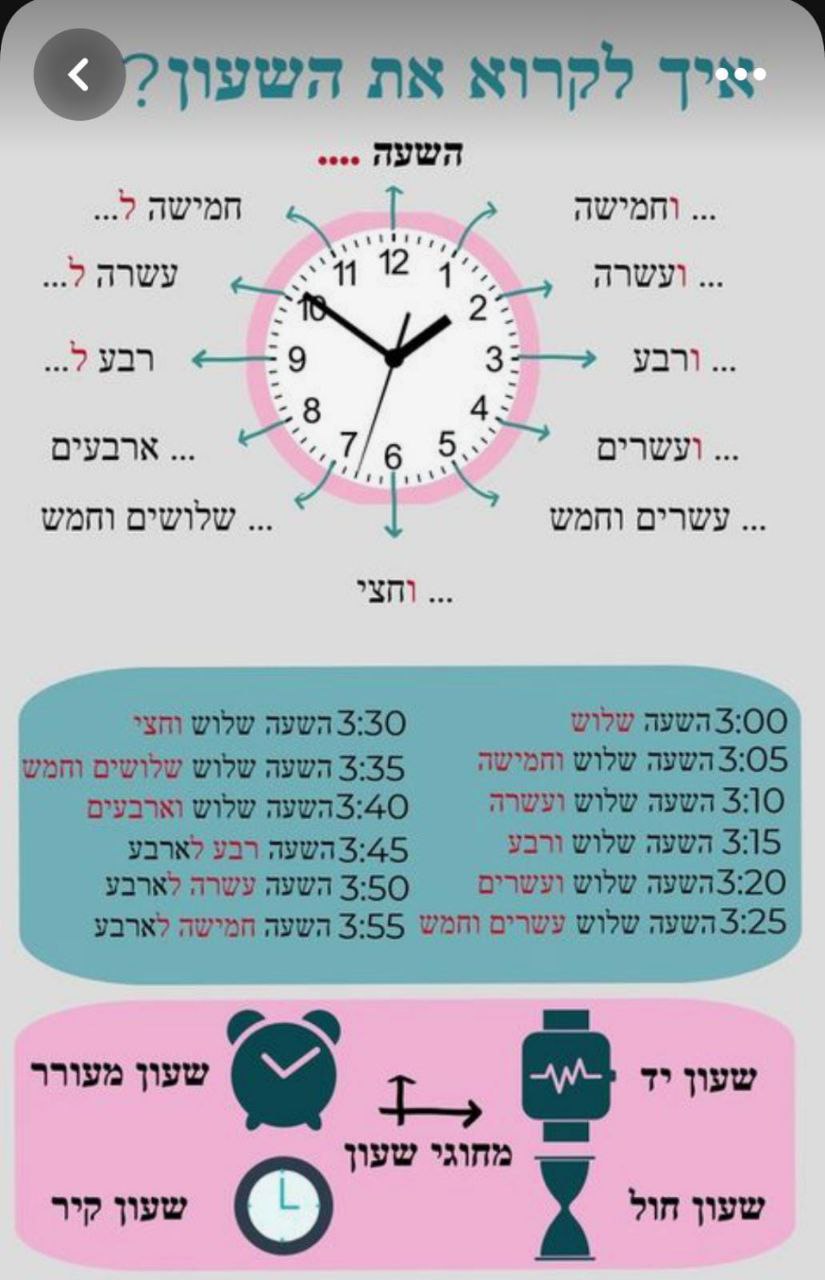 איך לקרוא את השעון?
השעה ....
... וחמישה
חמישה ל...
... ועשרה
עשרה ל...
... ורבע
רבע ל...
... ועשרים
... ארבעים
... עשרים וחמש
... שלושים וחמש
... וחצי
12
1
2
3
4
5
6
7
8
9
10
11
3:00 השעה שלוש
3:05 השעה שלוש וחמישה
3:10 השעה שלוש ועשרה
3:15 השעה שלוש ורבע
3:20 השעה שלוש ועשרים
3:25 השעה שלוש עשרים וחמש
3:30 השעה שלוש וחצי
3:35 השעה שלוש שלושים וחמש
3:40 השעה שלוש וארבעים
3:45 השעה רבע לארבע
3:50 השעה עשרה לארבע
3:55 השעה חמישה לארבע
שעון יד
שעון מעורר
מחוגי שעון
שעון חול
שעון קיר